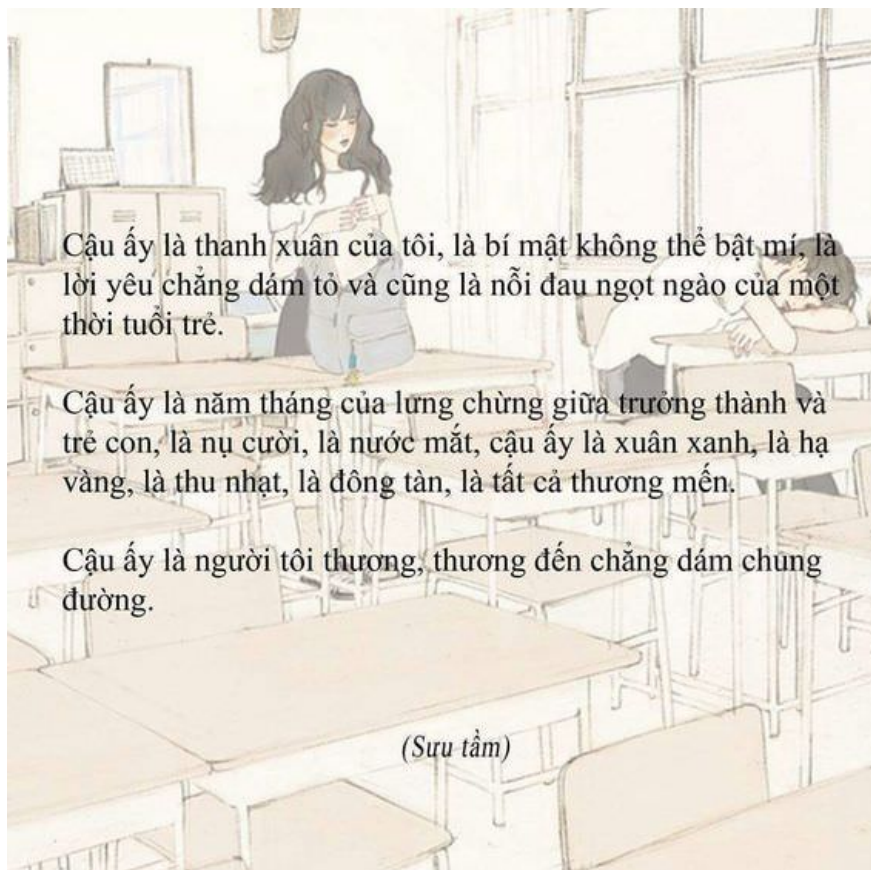 Cậu ấy là thanh xuân của tôi, là bí mật không thể bật mí, là
lời yêu chẳng dám tỏ và cũng là nỗi đau ngọt ngào của một
thời tuổi trẻ.
Cậu ấy là năm tháng của lưng chừng giữa trưởng thành và
trẻ con, là nụ cười, là nước mắt, cậu ấy là xuân xanh, là hạ
vàng, là thu nhạt, là đông tàn, là tất cả thương mến.
Cậu ấy là người tôi thương, thương đến chẳng dám chung
đường.
(Sưu tầm)